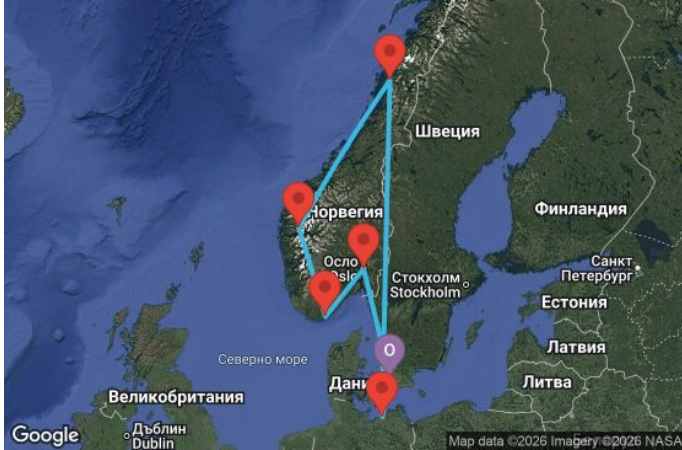 Швеция
Норвегия
Финландия
Осло
Oslo
Санкт
Петербург
Стокхолм
Stockholm
Естония
O
Северно море
Латвия
Дани
Литва
Великобритания
Дъблин
Dublin
Google
Map data ©2026 Imagery ©2026 NASA